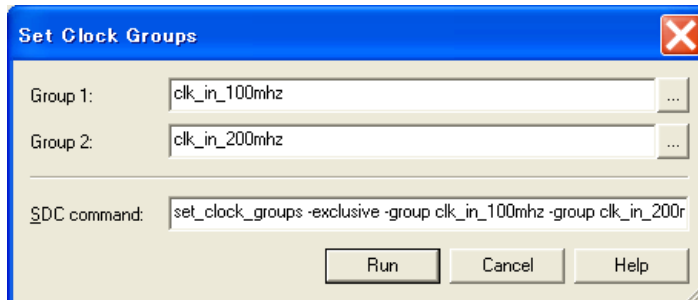 Set Clock Groups
Group 1: clk_in_100mhz ...
Group 2: clk_in_200mhz ...
SDC command: set_clock_groups -exclusive -group clk_in_100mhz -group clk_in_200r
Run Cancel Help